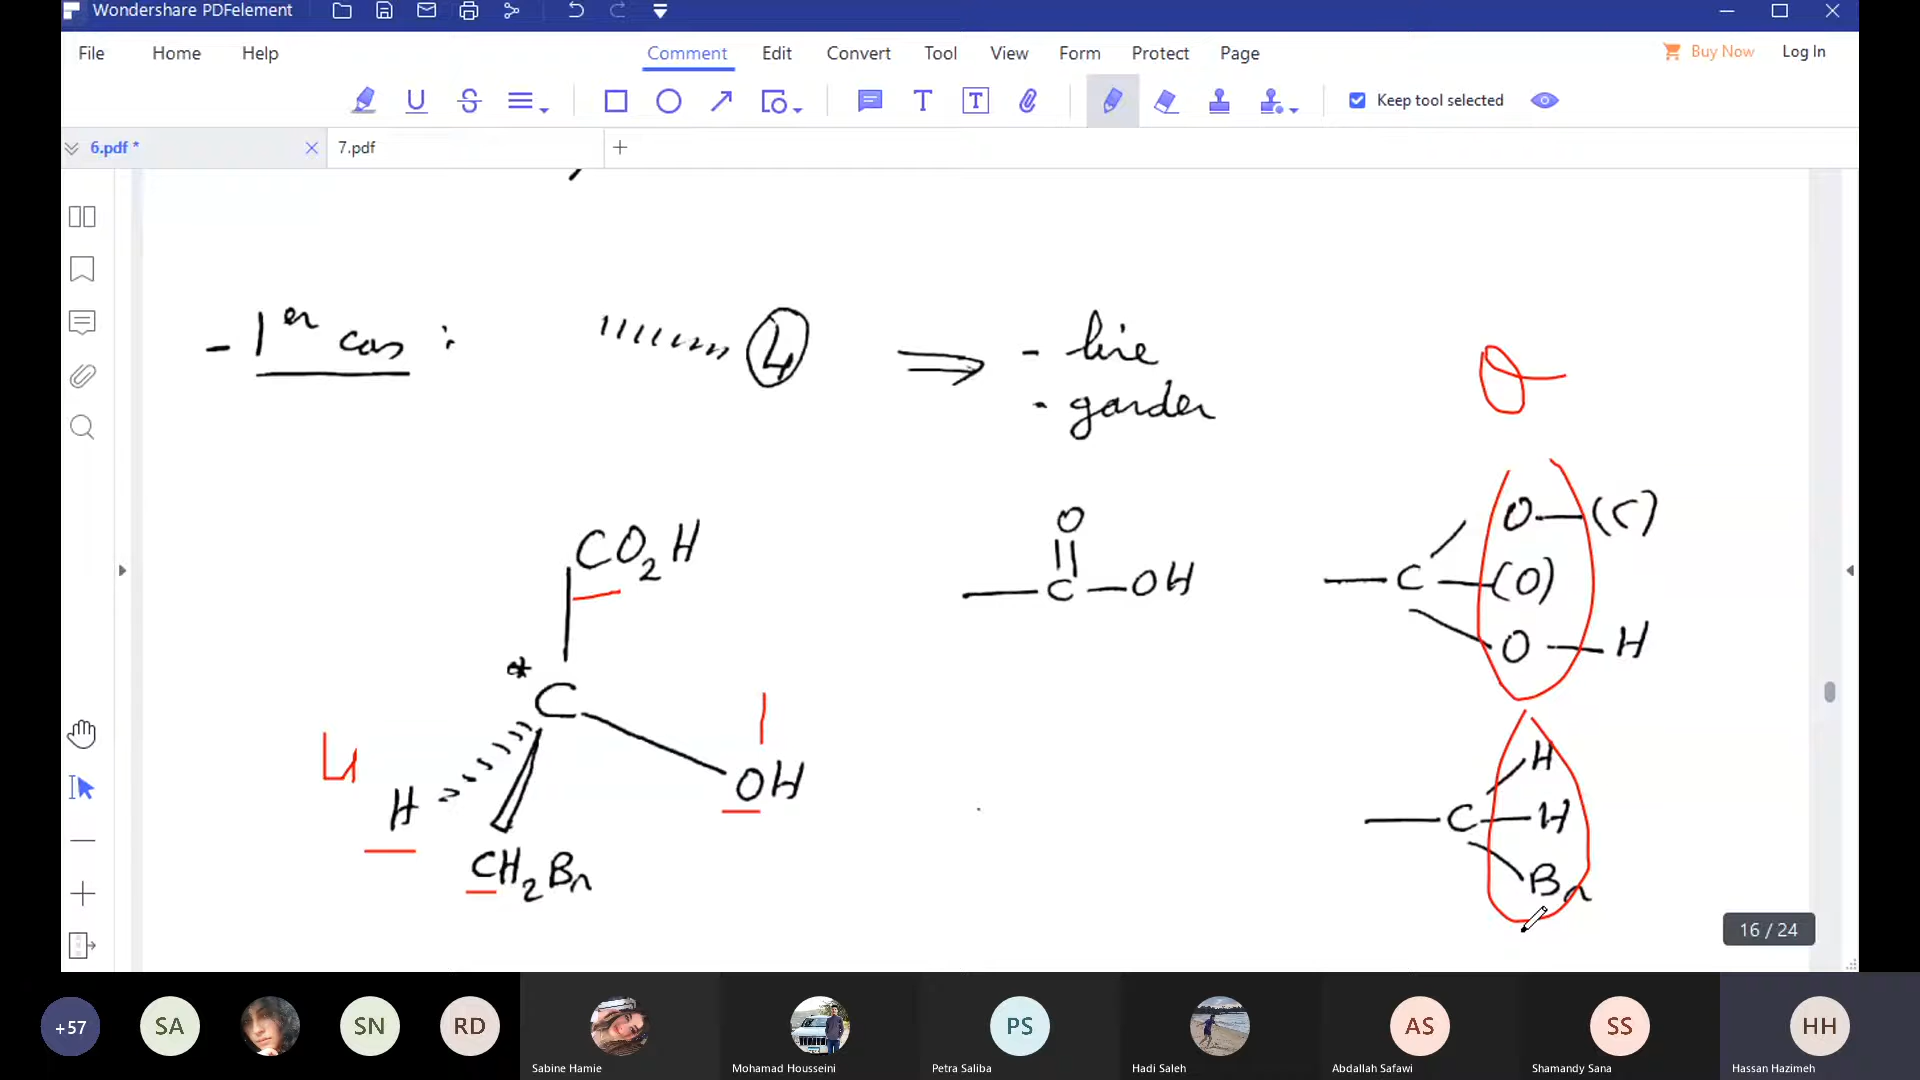 Wondershare PDFelement
File Home Help Comment Edit Convert Tool View Form Protect Page Buy Now Log In
Keep tool selected
6.pdf * 7.pdf
- 1er cas : 4 ⇒ - lire
- garder
CO2H
* C
4
H
1
OH
CH2Br
O
C-OH
C O-(C)
(O)
O-H
C H
H
Br
16 / 24
+57 SA SN RD PS AS SS HH
Sabine Hamie Mohamad Housseini Petra Saliba Hadi Saleh Abdallah Safawi Shamandy Sana Hassan Hazimeh